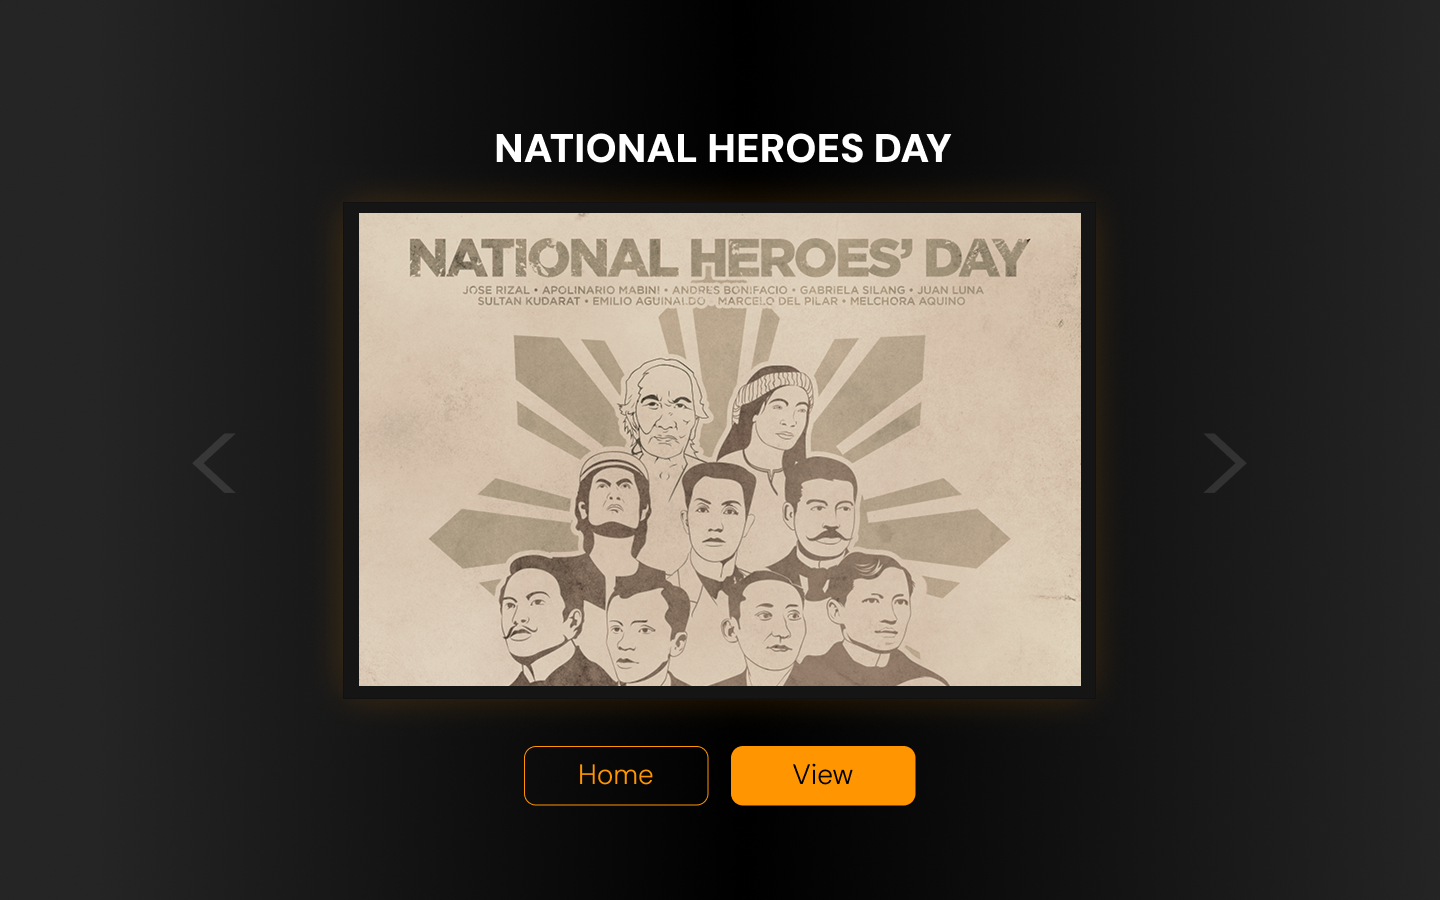 NATIONAL HEROES DAY
NATIONAL HEROES' DAY
JOSE RIZAL • APOLINARIO MABINI • ANDRES BONIFACIO • GABRIELA SILANG • JUAN LUNA
SULTAN KUDARAT • EMILIO AGUINALDO • MARCELO DEL PILAR • MELCHORA AQUINO
Home
View